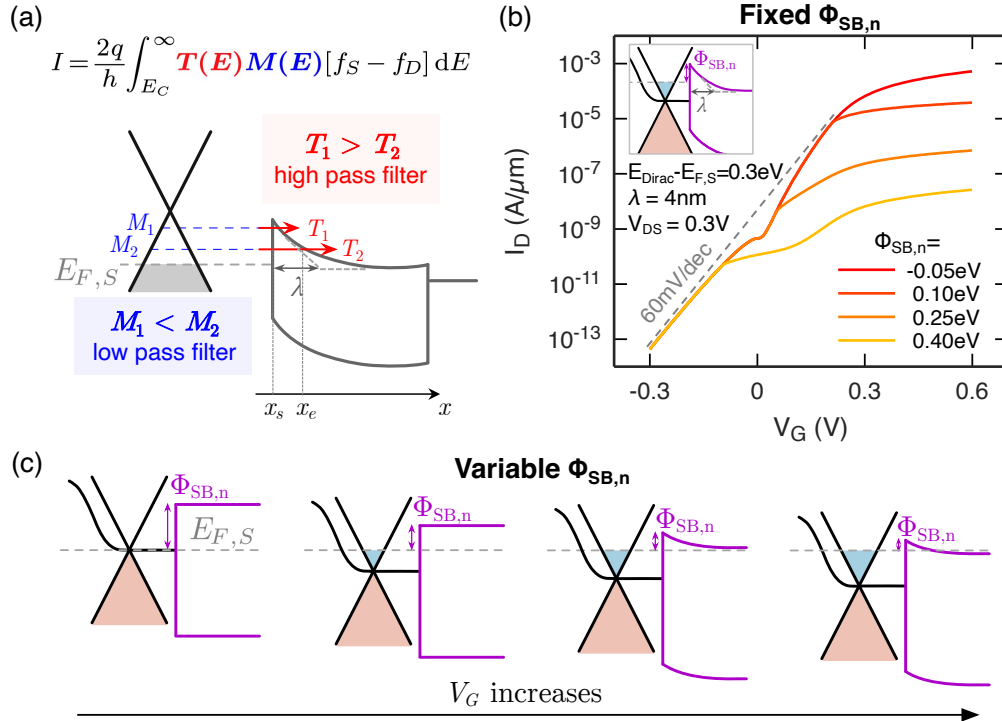 (a)
I = 2q/h ∫_{E_C}^{∞} T(E) M(E) [f_S − f_D] dE
T_1 > T_2
high pass filter
M_1
T_1
M_2
T_2
E_{F,S}
λ
M_1 < M_2
low pass filter
x_s x_e x
(b) Fixed Φ_{SB,n}
I_D (A/μm)
10^{-3}
10^{-5}
10^{-7}
10^{-9}
10^{-11}
10^{-13}
Φ_{SB,n}
λ
E_{Dirac}-E_{F,S}=0.3eV
λ = 4nm
V_{DS} = 0.3V
60mV/dec
Φ_{SB,n}=
-0.05eV
0.10eV
0.25eV
0.40eV
-0.3 0 0.3 0.6
V_G (V)
(c) Variable Φ_{SB,n}
Φ_{SB,n}
E_{F,S}
Φ_{SB,n}
Φ_{SB,n}
Φ_{SB,n}
V_G increases